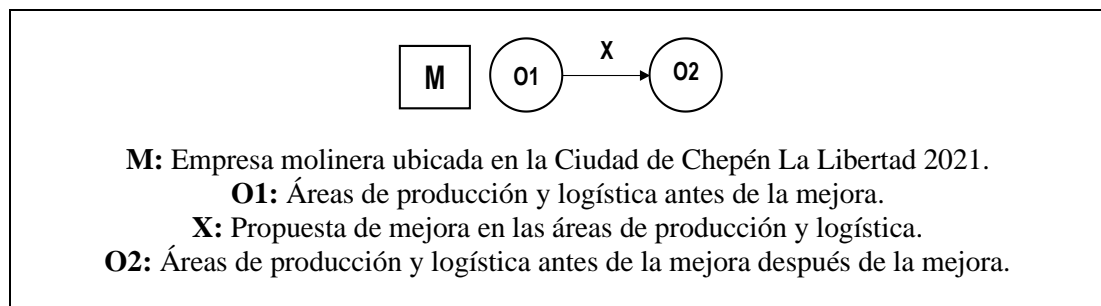 X
M O1 O2
M: Empresa molinera ubicada en la Ciudad de Chepén La Libertad 2021.
O1: Áreas de producción y logística antes de la mejora.
X: Propuesta de mejora en las áreas de producción y logística.
O2: Áreas de producción y logística antes de la mejora después de la mejora.